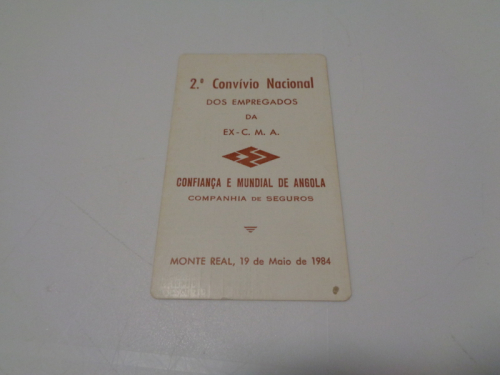 2.º Convívio Nacional
DOS EMPREGADOS
DA
EX-C. M. A.
CONFIANÇA E MUNDIAL DE ANGOLA
COMPANHIA DE SEGUROS
MONTE REAL, 19 de Maio de 1984